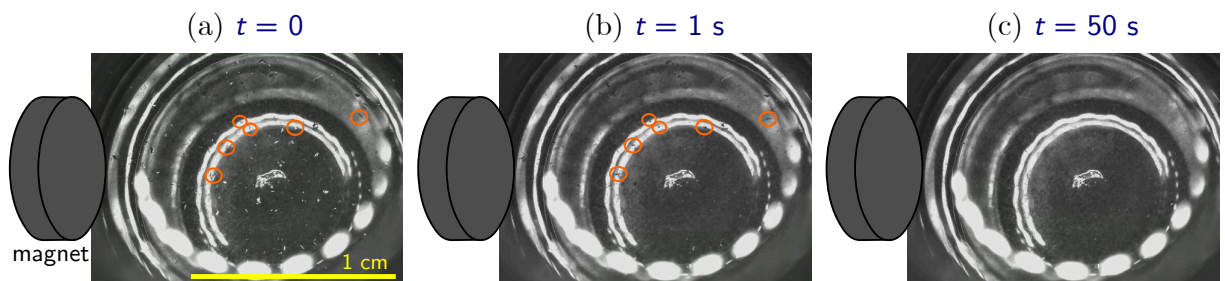 (a) t = 0
(b) t = 1 s
(c) t = 50 s
magnet
1 cm